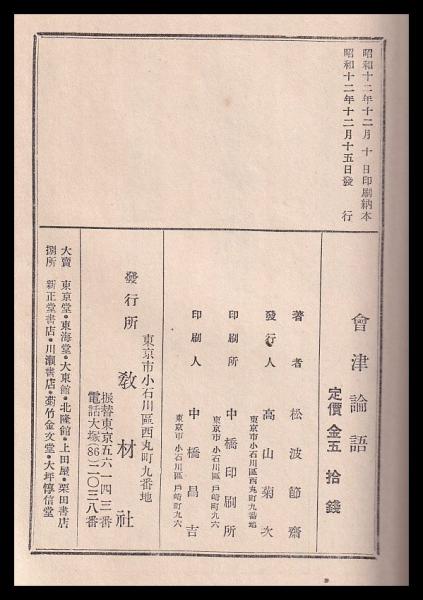 昭和十二年十二月十日印刷納本
昭和十二年十二月十五日發行
會津論語
定價金五拾錢
著者 松波節齋
發行人 高山菊次
東京市小石川區西丸町九番地
印刷所 中橋印刷所
東京市小石川區戶崎町九六
印刷人 中橋昌吉
東京市小石川區戶崎町九六
東京市小石川區西丸町九番地
發行所 敎材社
振替東京五六一四三番
電話大塚(86)二〇三八番
大賣 東京堂・東海堂・大東館・北隆館・上田屋・栗田書店
捌所 新正堂書店・川瀨書店・菊竹金文堂・大坪惇信堂